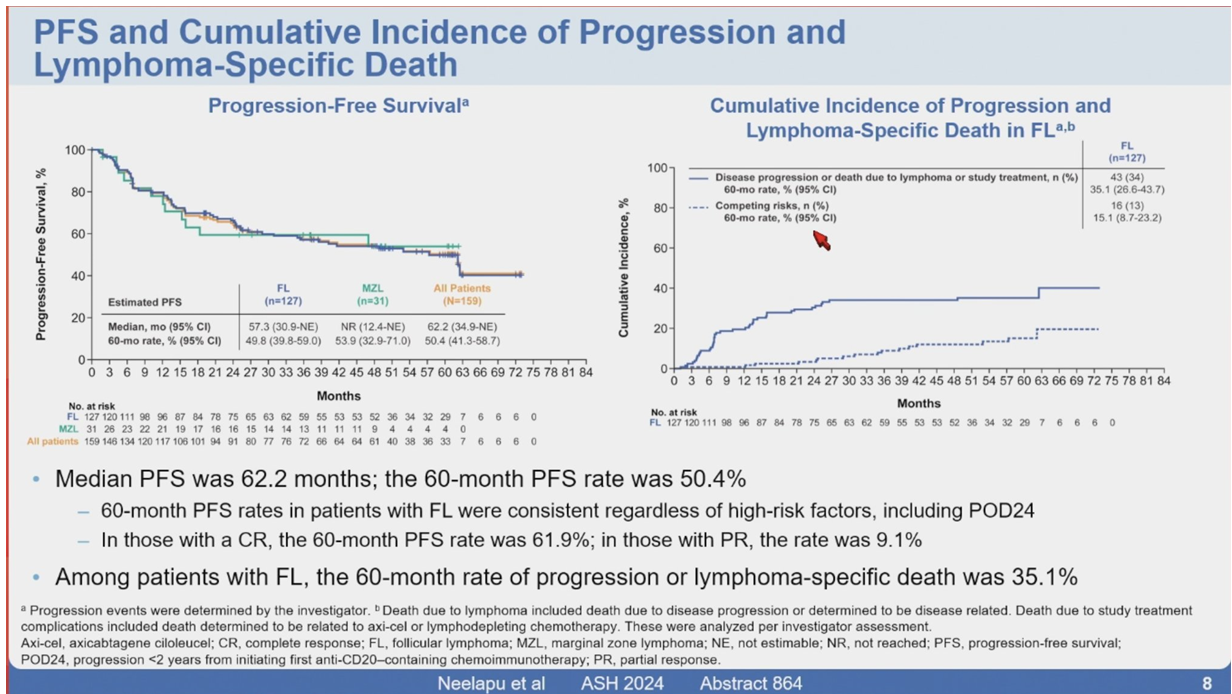 PFS and Cumulative Incidence of Progression and
Lymphoma-Specific Death
Progression-Free Survivalᵃ
Progression-Free Survival, %
100
80
60
40
20
0
Estimated PFS
FL (n=127)
MZL (n=31)
All Patients (N=159)
Median, mo (95% CI) 57.3 (30.9-NE) NR (12.4-NE) 62.2 (34.9-NE)
60-mo rate, % (95% CI) 49.8 (39.8-59.0) 53.9 (32.9-71.0) 50.4 (41.3-58.7)
0 3 6 9 12 15 18 21 24 27 30 33 36 39 42 45 48 51 54 57 60 63 66 69 72 75 78 81 84
Months
No. at risk
FL 127 120 111 98 96 87 84 78 75 65 63 62 59 55 53 53 52 36 34 32 29 7 6 6 6 0
MZL 31 26 23 22 21 19 17 16 16 15 14 14 13 11 11 11 9 4 4 4 4 0
All patients 159 146 134 120 117 106 101 94 91 80 77 76 72 66 64 64 61 40 38 36 33 7 6 6 6 0
Cumulative Incidence of Progression and
Lymphoma-Specific Death in FLᵃ,ᵇ
Cumulative Incidence, %
100
80
60
40
20
0
FL
(n=127)
Disease progression or death due to lymphoma or study treatment, n (%) 43 (34)
60-mo rate, % (95% CI) 35.1 (26.6-43.7)
Competing risks, n (%) 16 (13)
60-mo rate, % (95% CI) 15.1 (8.7-23.2)
0 3 6 9 12 15 18 21 24 27 30 33 36 39 42 45 48 51 54 57 60 63 66 69 72 75 78 81 84
Months
No. at risk
FL 127 120 111 98 96 87 84 78 75 65 63 62 59 55 53 53 52 36 34 32 29 7 6 6 6 0
• Median PFS was 62.2 months; the 60-month PFS rate was 50.4%
– 60-month PFS rates in patients with FL were consistent regardless of high-risk factors, including POD24
– In those with a CR, the 60-month PFS rate was 61.9%; in those with PR, the rate was 9.1%
• Among patients with FL, the 60-month rate of progression or lymphoma-specific death was 35.1%
ᵃ Progression events were determined by the investigator. ᵇ Death due to lymphoma included death due to disease progression or determined to be disease related. Death due to study treatment
complications included death determined to be related to axi-cel or lymphodepleting chemotherapy. These were analyzed per investigator assessment.
Axi-cel, axicabtagene ciloleucel; CR, complete response; FL, follicular lymphoma; MZL, marginal zone lymphoma; NE, not estimable; NR, not reached; PFS, progression-free survival;
POD24, progression <2 years from initiating first anti-CD20–containing chemoimmunotherapy; PR, partial response.
Neelapu et al ASH 2024 Abstract 864
8